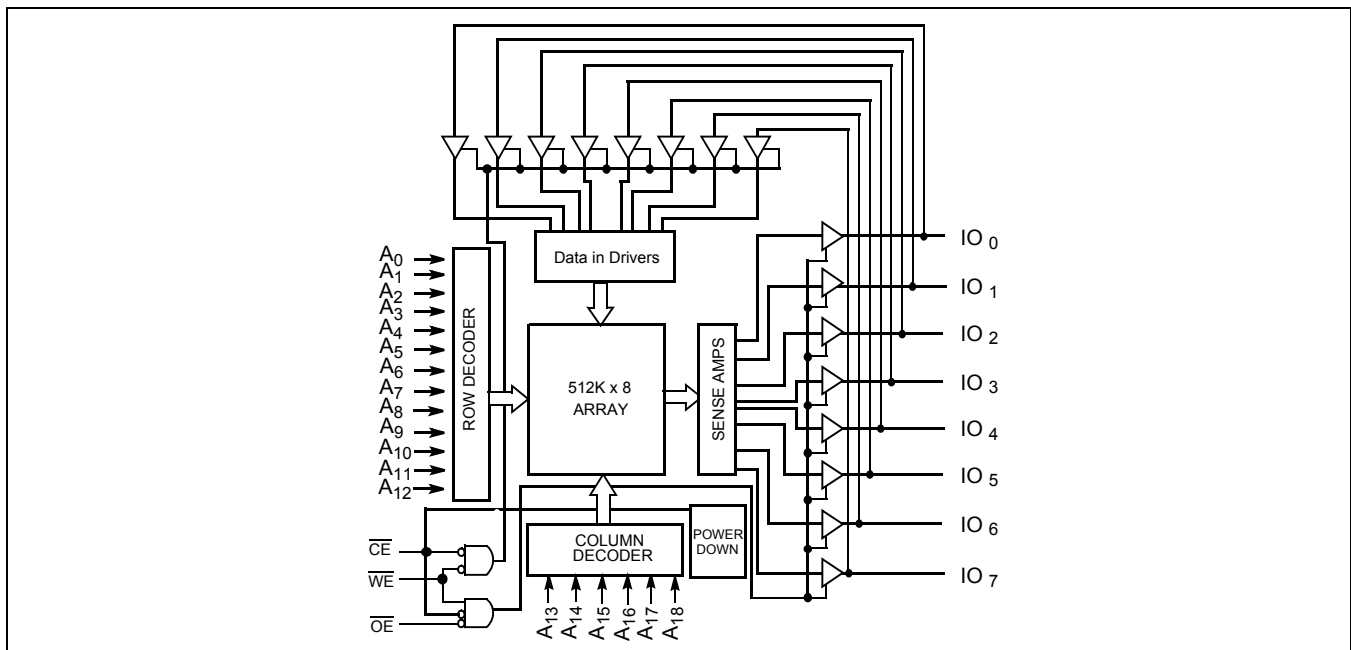 Data in Drivers
A0
A1
A2
A3
A4
A5
A6
A7
A8
A9
A10
A11
A12
ROW DECODER
512K x 8
ARRAY
SENSE AMPS
IO 0
IO 1
IO 2
IO 3
IO 4
IO 5
IO 6
IO 7
COLUMN
DECODER
POWER
DOWN
CE
WE
OE
A13
A14
A15
A16
A17
A18